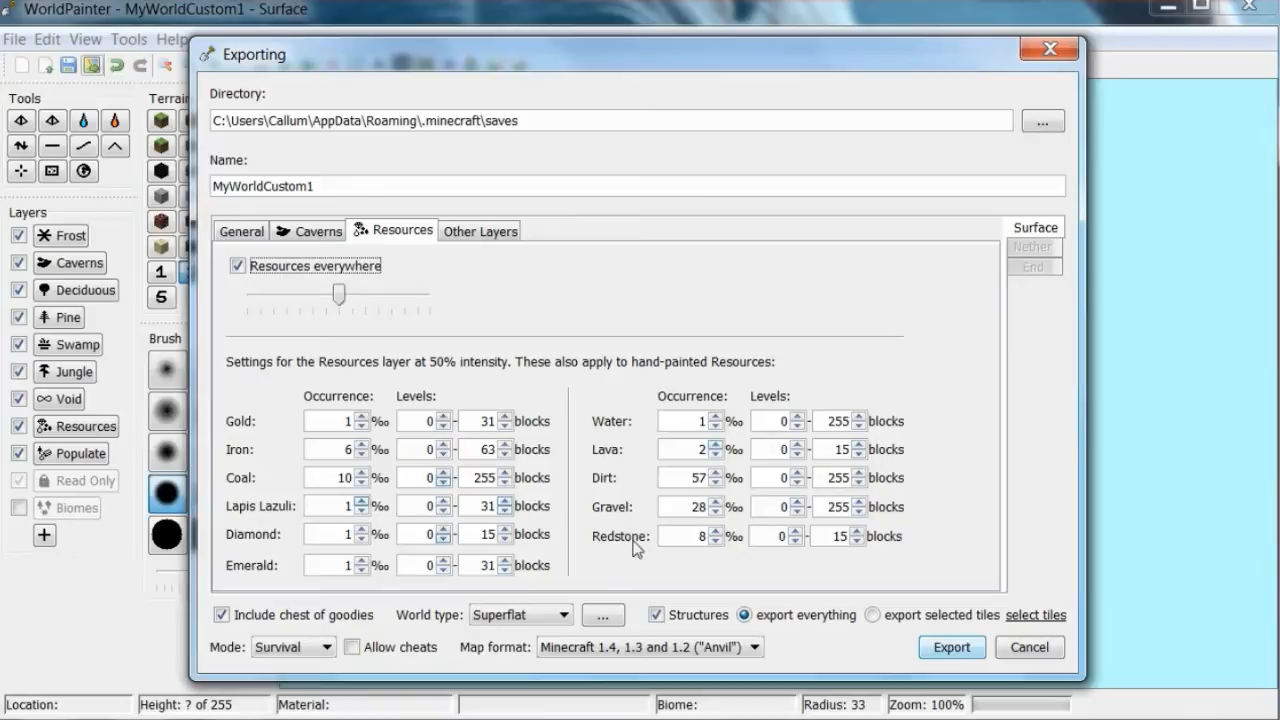 WorldPainter - MyWorldCustom1 - Surface
File Edit View Tools Help
Exporting
Directory:
C:\Users\Callum\AppData\Roaming\.minecraft\saves
...
Name:
MyWorldCustom1
General Caverns Resources Other Layers
Surface
Nether
End
Resources everywhere
Settings for the Resources layer at 50% intensity. These also apply to hand-painted Resources:
Occurrence: Levels: Occurrence: Levels:
Gold: 1 ‰ 0 - 31 blocks Water: 1 ‰ 0 - 255 blocks
Iron: 6 ‰ 0 - 63 blocks Lava: 2 ‰ 0 - 15 blocks
Coal: 10 ‰ 0 - 255 blocks Dirt: 57 ‰ 0 - 255 blocks
Lapis Lazuli: 1 ‰ 0 - 31 blocks Gravel: 28 ‰ 0 - 255 blocks
Diamond: 1 ‰ 0 - 15 blocks Redstone: 8 ‰ 0 - 15 blocks
Emerald: 1 ‰ 0 - 31 blocks
Include chest of goodies World type: Superflat ... Structures export everything export selected tiles select tiles
Mode: Survival Allow cheats Map format: Minecraft 1.4, 1.3 and 1.2 ("Anvil") Export Cancel
Tools
Layers
Frost
Caverns
Deciduous
Pine
Swamp
Jungle
Void
Resources
Populate
Read Only
Biomes
+
Terrai
1
5
Brush
Location: Height: ? of 255 Material: Biome: Radius: 33 Zoom: 100%